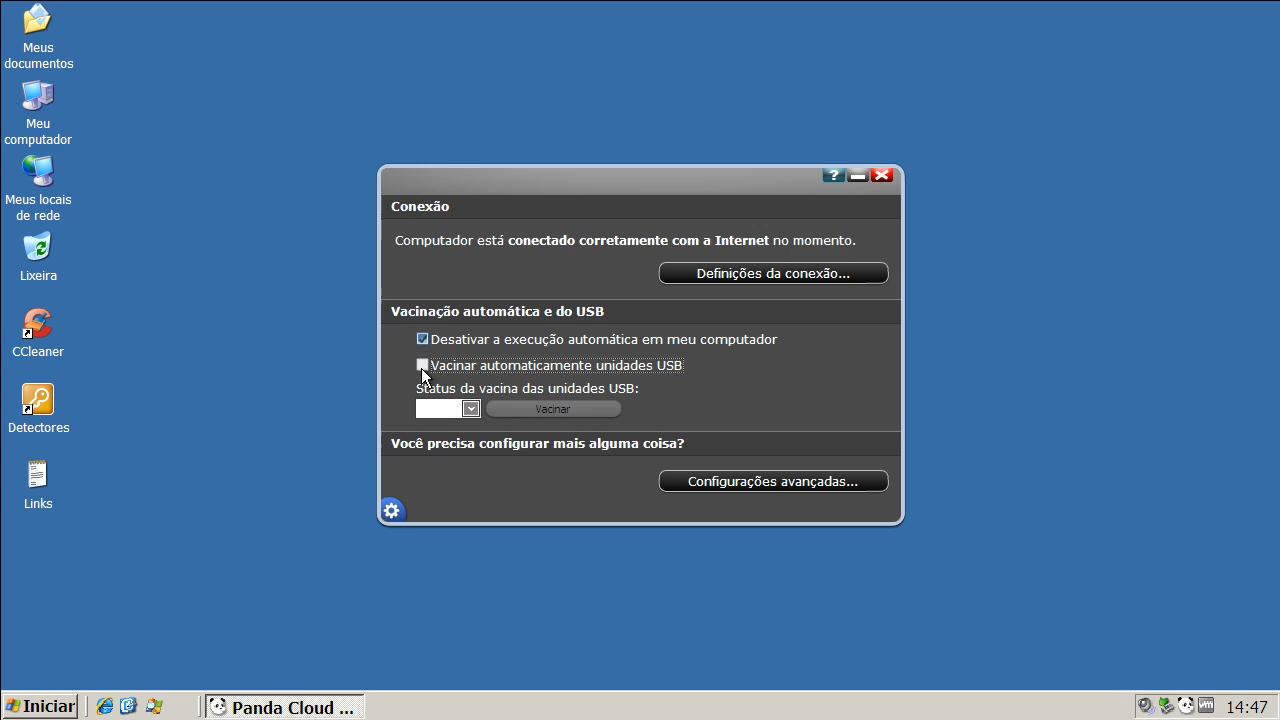 Meus
documentos
Meu
computador
Meus locais
de rede
Lixeira
CCleaner
Detectores
Links
?
Conexão
Computador está conectado corretamente com a Internet no momento.
Definições da conexão...
Vacinação automática e do USB
Desativar a execução automática em meu computador
Vacinar automaticamente unidades USB
Status da vacina das unidades USB:
Vacinar
Você precisa configurar mais alguma coisa?
Configurações avançadas...
Iniciar
Panda Cloud ...
14:47